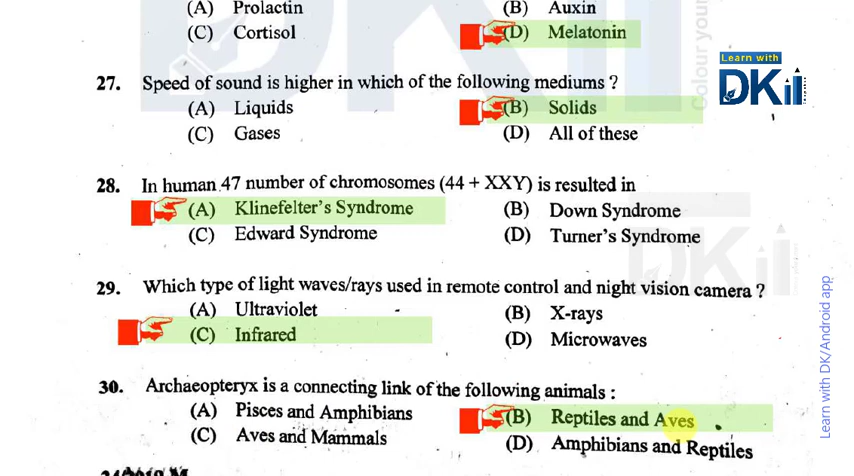 (A) Prolactin (B) Auxin
(C) Cortisol (D) Melatonin
Learn with
DK
27. Speed of sound is higher in which of the following mediums ?
(A) Liquids (B) Solids
(C) Gases (D) All of these
28. In human 47 number of chromosomes (44 + XXY) is resulted in
(A) Klinefelter's Syndrome (B) Down Syndrome
(C) Edward Syndrome (D) Turner's Syndrome
29. Which type of light waves/rays used in remote control and night vision camera ?
(A) Ultraviolet (B) X-rays
(C) Infrared (D) Microwaves
30. Archaeopteryx is a connecting link of the following animals :
(A) Pisces and Amphibians (B) Reptiles and Aves
(C) Aves and Mammals (D) Amphibians and Reptiles
Colour your
Learn with DK/Android app